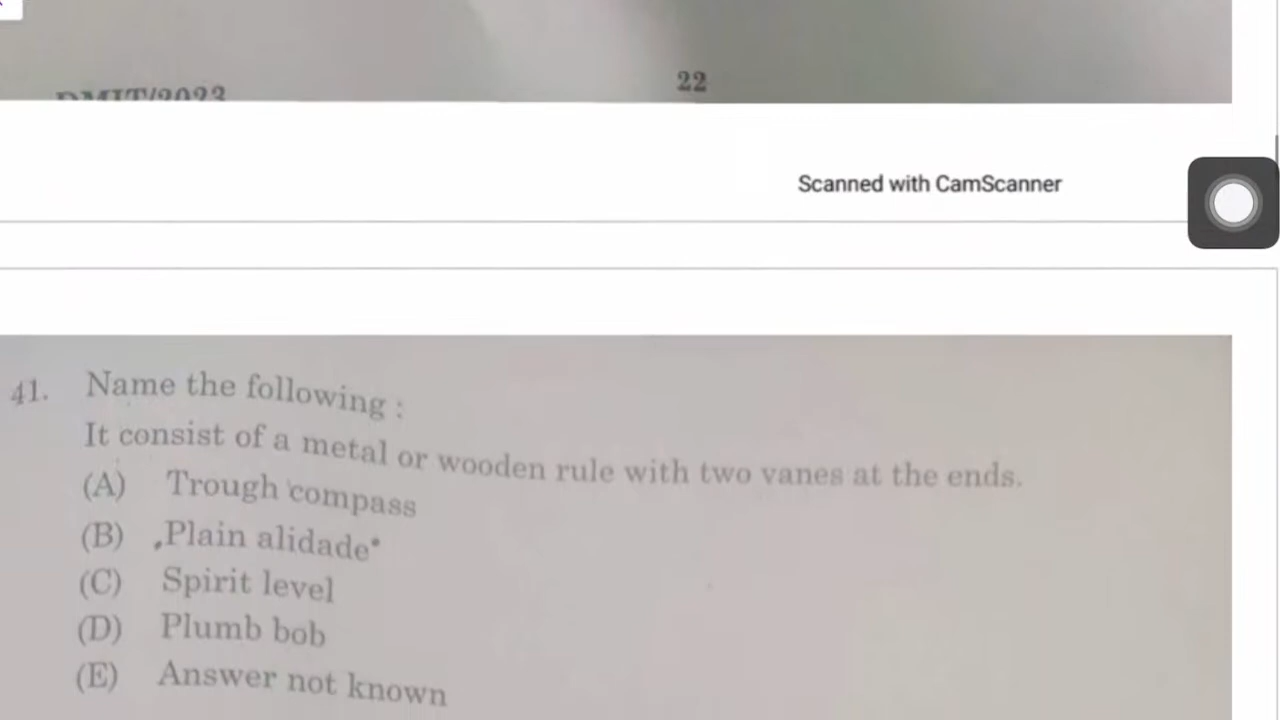 22
Scanned with CamScanner
41. Name the following :
It consist of a metal or wooden rule with two vanes at the ends.
(A) Trough compass
(B) Plain alidade
(C) Spirit level
(D) Plumb bob
(E) Answer not known